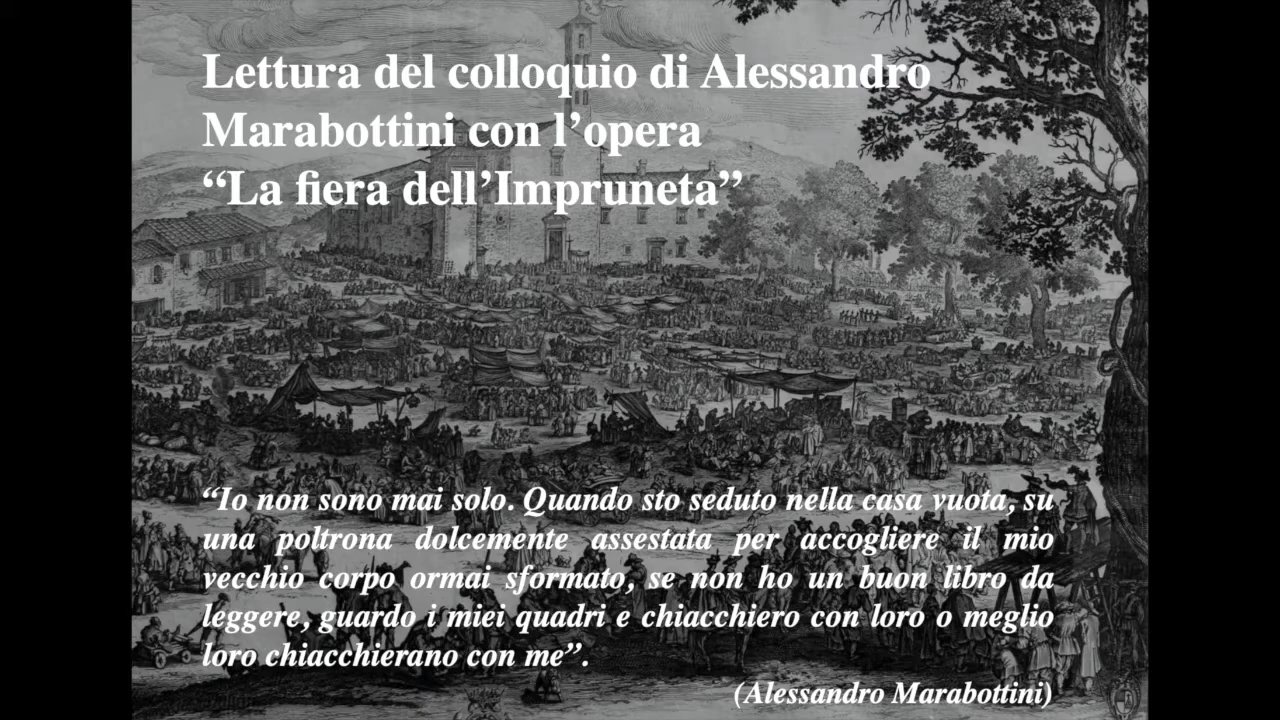 Lettura del colloquio di Alessandro
Marabottini con l’opera
“La fiera dell’Impruneta”
“Io non sono mai solo. Quando sto seduto nella casa vuota, su
una poltrona dolcemente assestata per accogliere il mio
vecchio corpo ormai sformato, se non ho un buon libro da
leggere, guardo i miei quadri e chiacchiero con loro o meglio
loro chiacchierano con me”.
(Alessandro Marabottini)